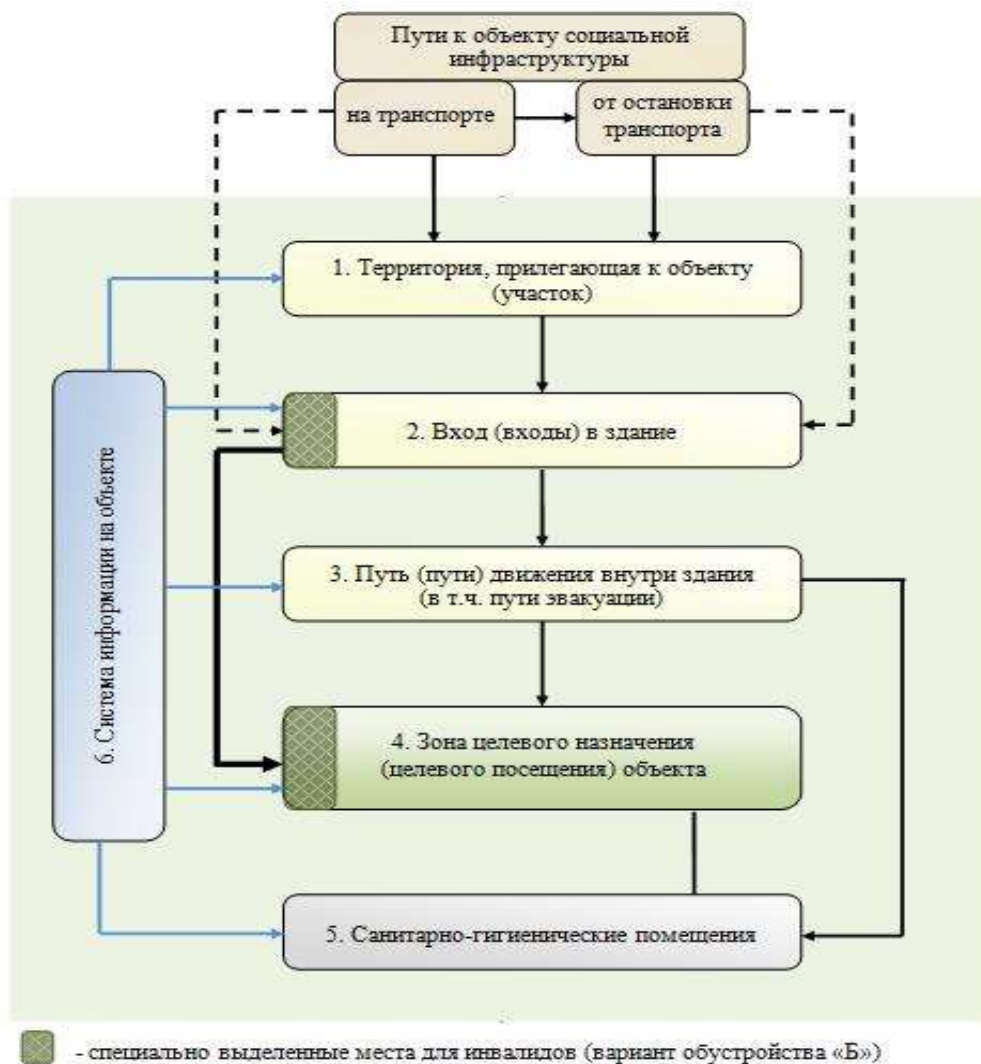 Пути к объекту социальной
инфраструктуры
на транспорте
от остановки
транспорта
1. Территория, прилегающая к объекту
(участок)
2. Вход (входы) в здание
3. Путь (пути) движения внутри здания
(в т.ч. пути эвакуации)
4. Зона целевого назначения
(целевого посещения) объекта
5. Санитарно-гигиенические помещения
6. Система информации на объекте
- специально выделенные места для инвалидов (вариант обустройства «Б»)